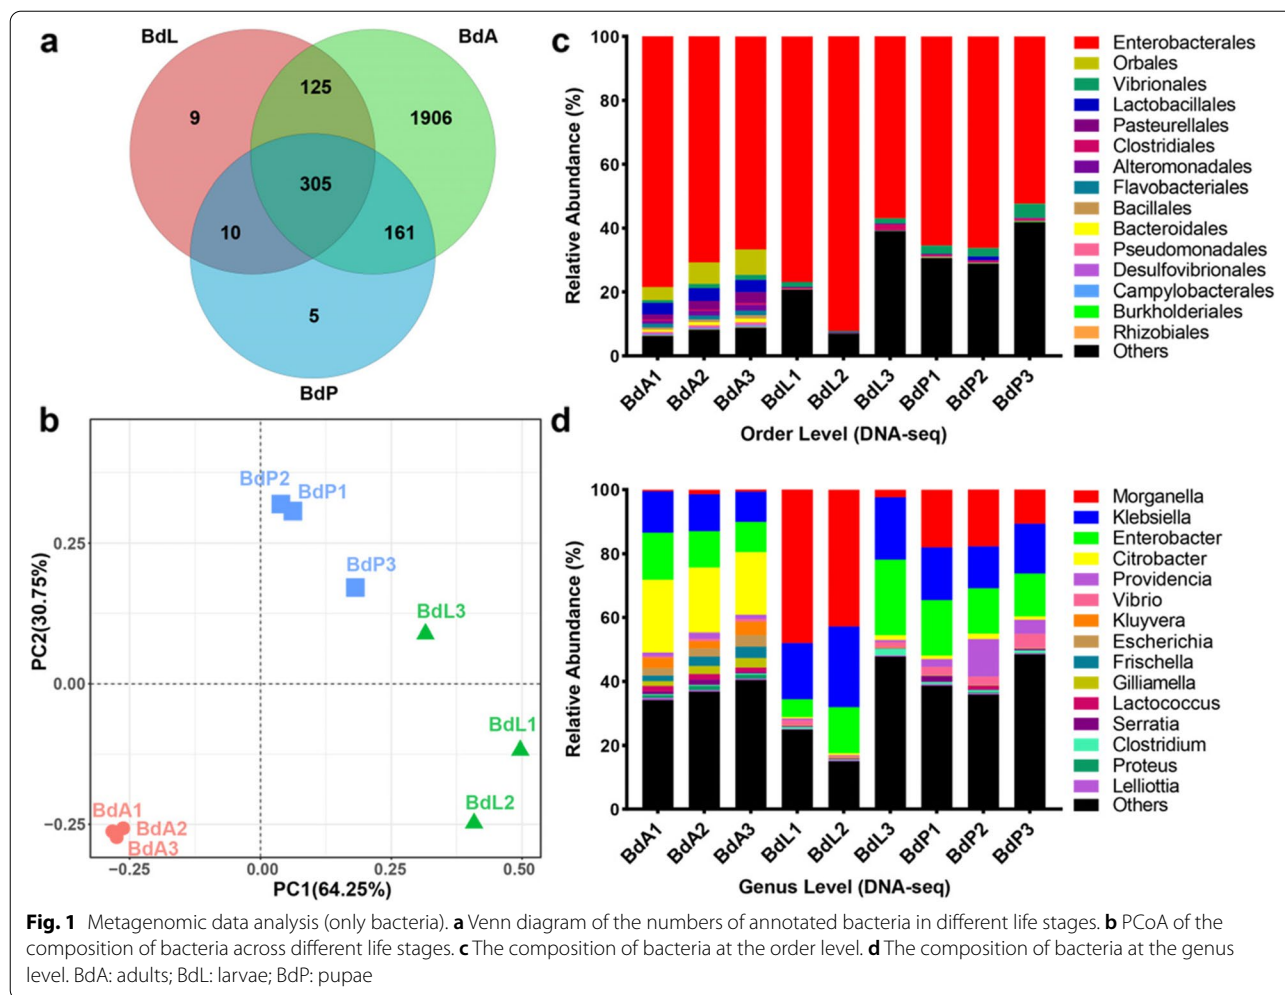 a
BdL
BdA
125
9
1906
305
10
161
5
BdP
b
PC2(30.75%)
0.25
0.00
−0.25
BdP2
BdP1
BdP3
BdL3
BdL1
BdL2
BdA1
BdA2
BdA3
−0.25
0.00
0.25
0.50
PC1(64.25%)
c
Relative Abundance (%)
100
80
60
40
20
0
BdA1
BdA2
BdA3
BdL1
BdL2
BdL3
BdP1
BdP2
BdP3
Order Level (DNA-seq)
Enterobacterales
Orbales
Vibrionales
Lactobacillales
Pasteurellales
Clostridiales
Alteromonadales
Flavobacteriales
Bacillales
Bacteroidales
Pseudomonadales
Desulfovibrionales
Campylobacterales
Burkholderiales
Rhizobiales
Others
d
Relative Abundance (%)
100
80
60
40
20
0
BdA1
BdA2
BdA3
BdL1
BdL2
BdL3
BdP1
BdP2
BdP3
Genus Level (DNA-seq)
Morganella
Klebsiella
Enterobacter
Citrobacter
Providencia
Vibrio
Kluyvera
Escherichia
Frischella
Gilliamella
Lactococcus
Serratia
Clostridium
Proteus
Lelliottia
Others
Fig. 1 Metagenomic data analysis (only bacteria). a Venn diagram of the numbers of annotated bacteria in different life stages. b PCoA of the
composition of bacteria across different life stages. c The composition of bacteria at the order level. d The composition of bacteria at the genus
level. BdA: adults; BdL: larvae; BdP: pupae